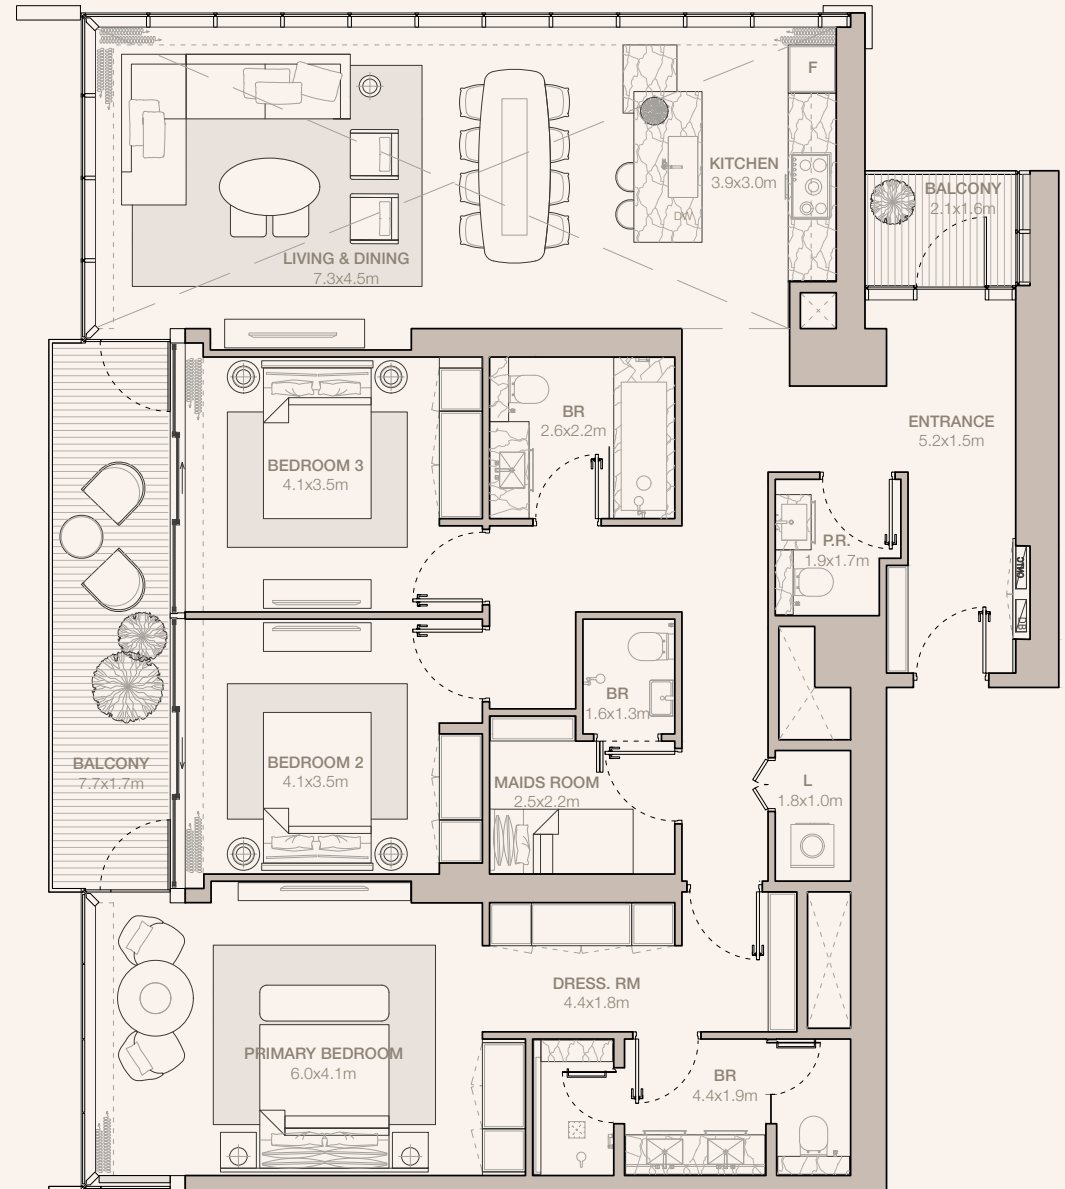 F
KITCHEN
3.9x3.0m
BALCONY
2.1x1.6m
DW
LIVING & DINING
7.3x4.5m
BR
2.6x2.2m
ENTRANCE
5.2x1.5m
BEDROOM 3
4.1x3.5m
P.R.
1.9x1.7m
DB
BR
1.6x1.3m
BALCONY
7.7x1.7m
BEDROOM 2
4.1x3.5m
MAIDS ROOM
2.5x2.2m
L
1.8x1.0m
DRESS. RM
4.4x1.8m
PRIMARY BEDROOM
6.0x4.1m
BR
4.4x1.9m